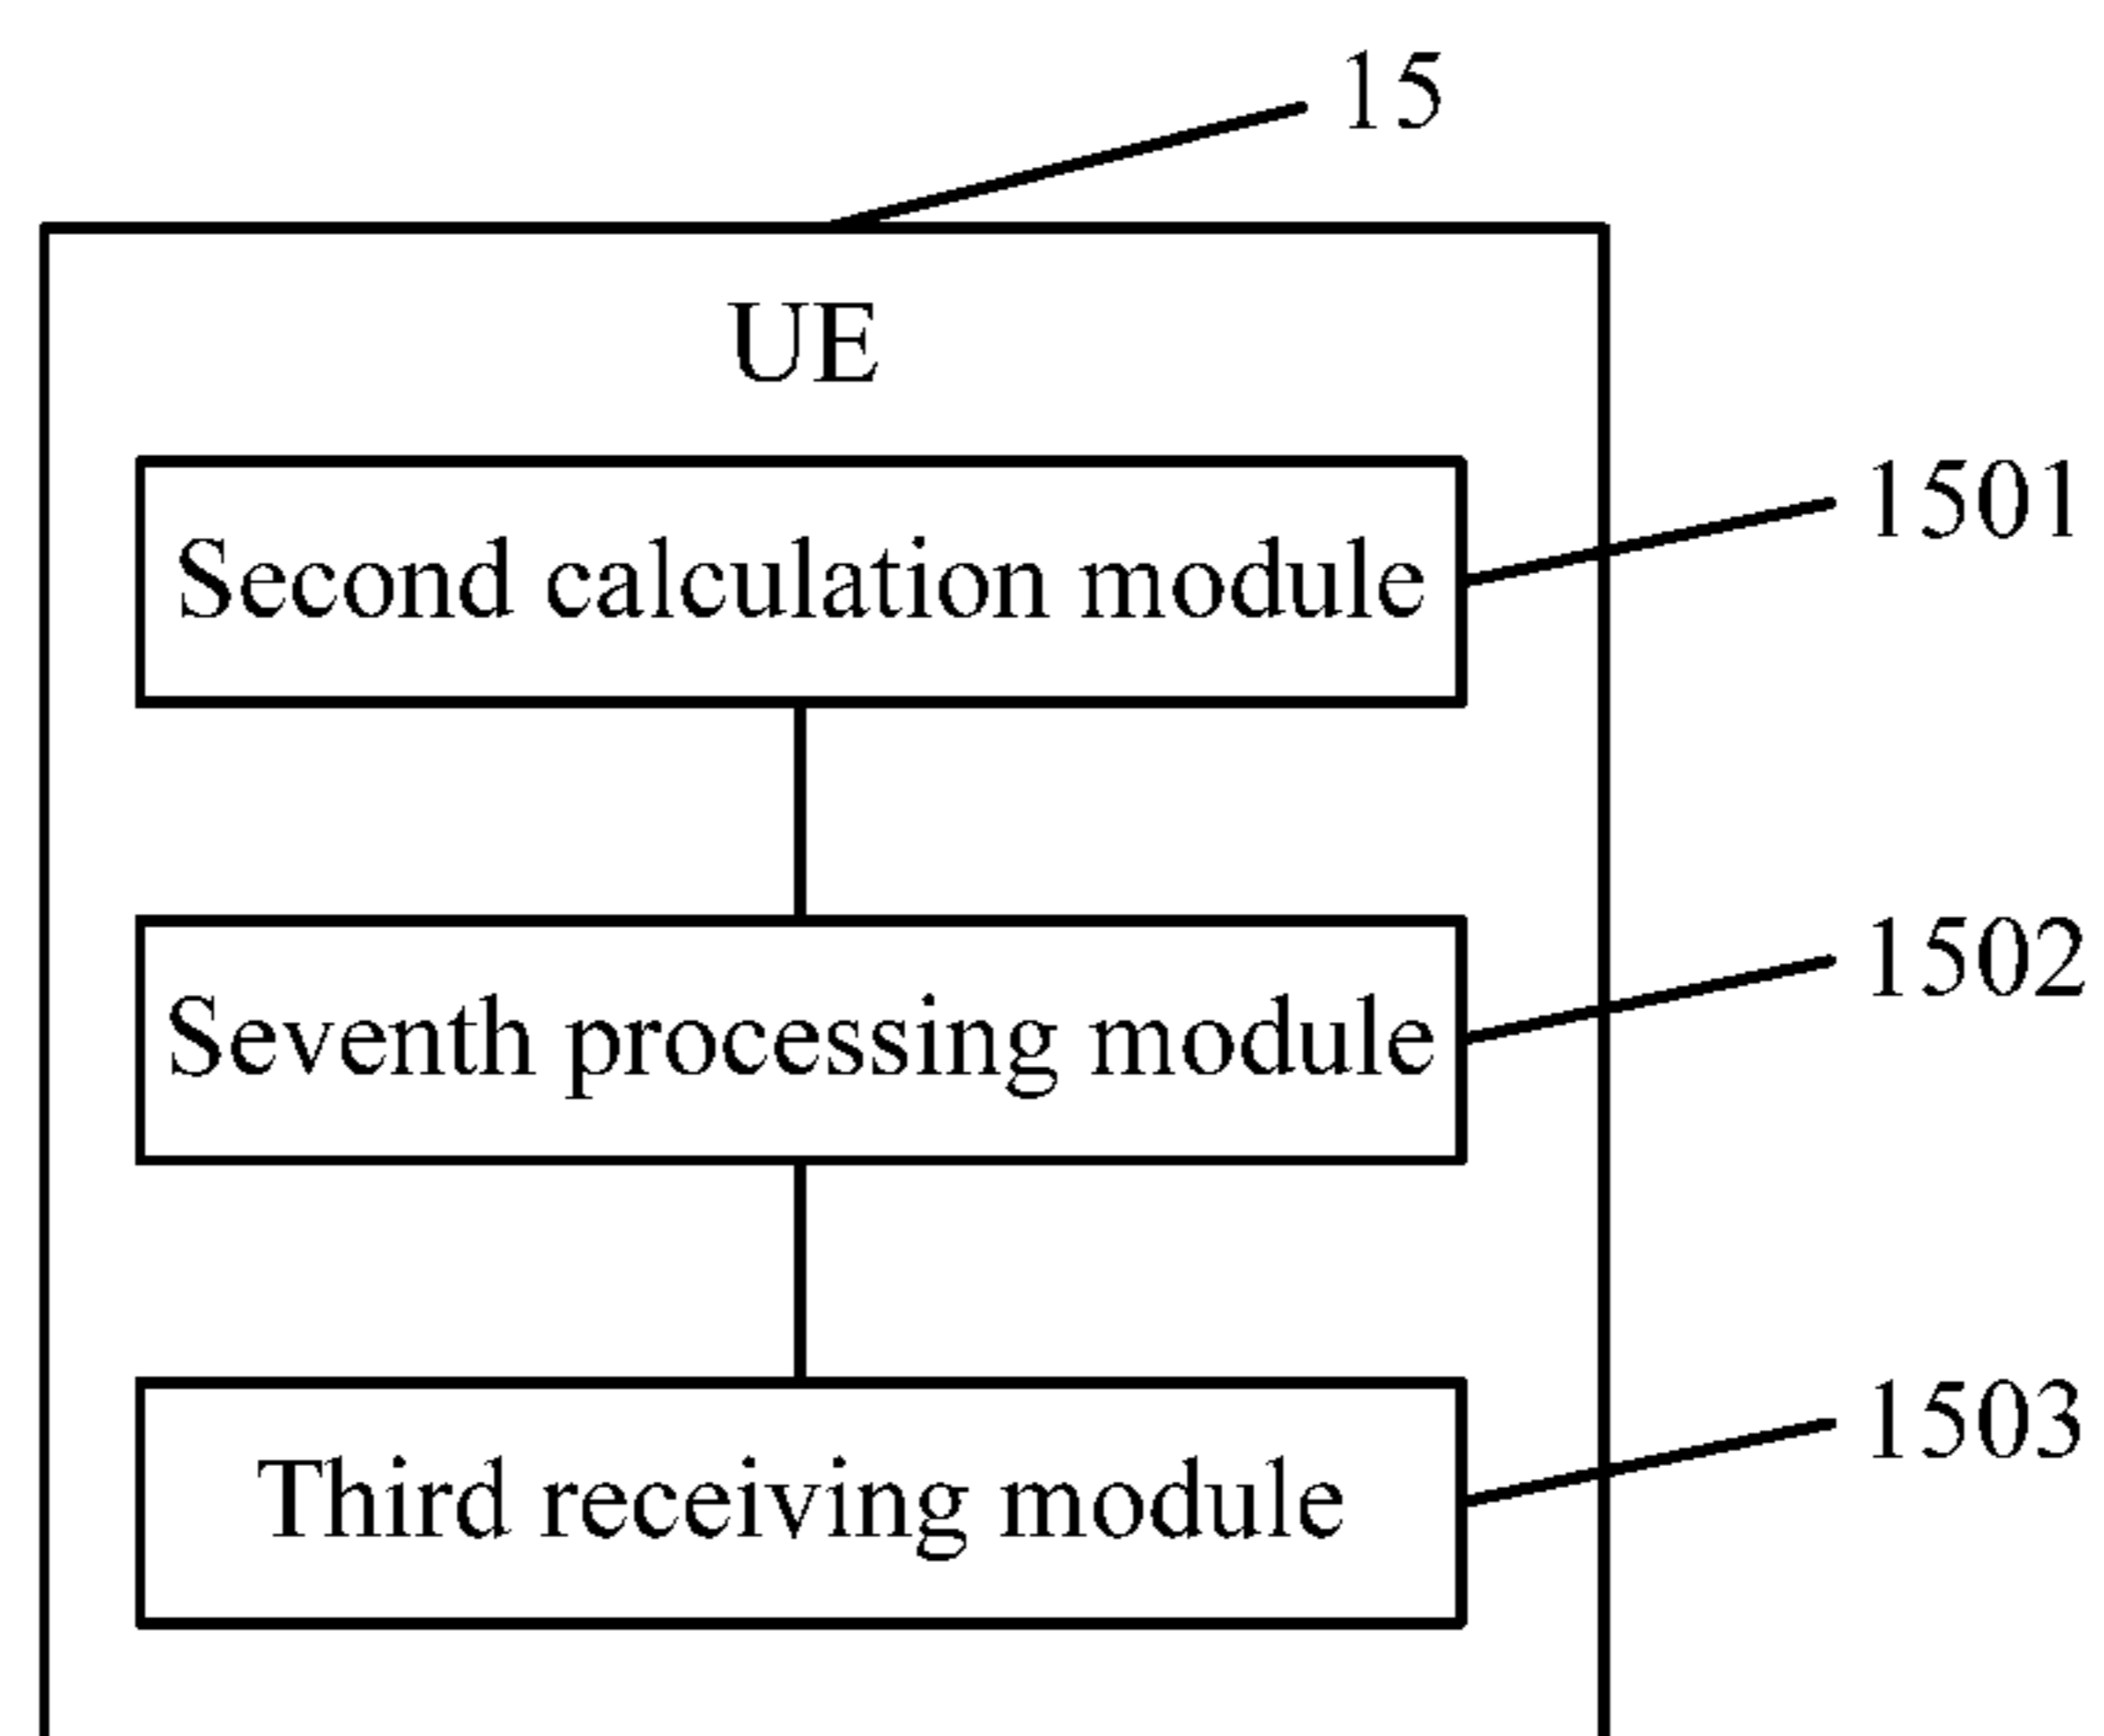 15
UE
Second calculation module
1501
Seventh processing module
1502
Third receiving module
1503